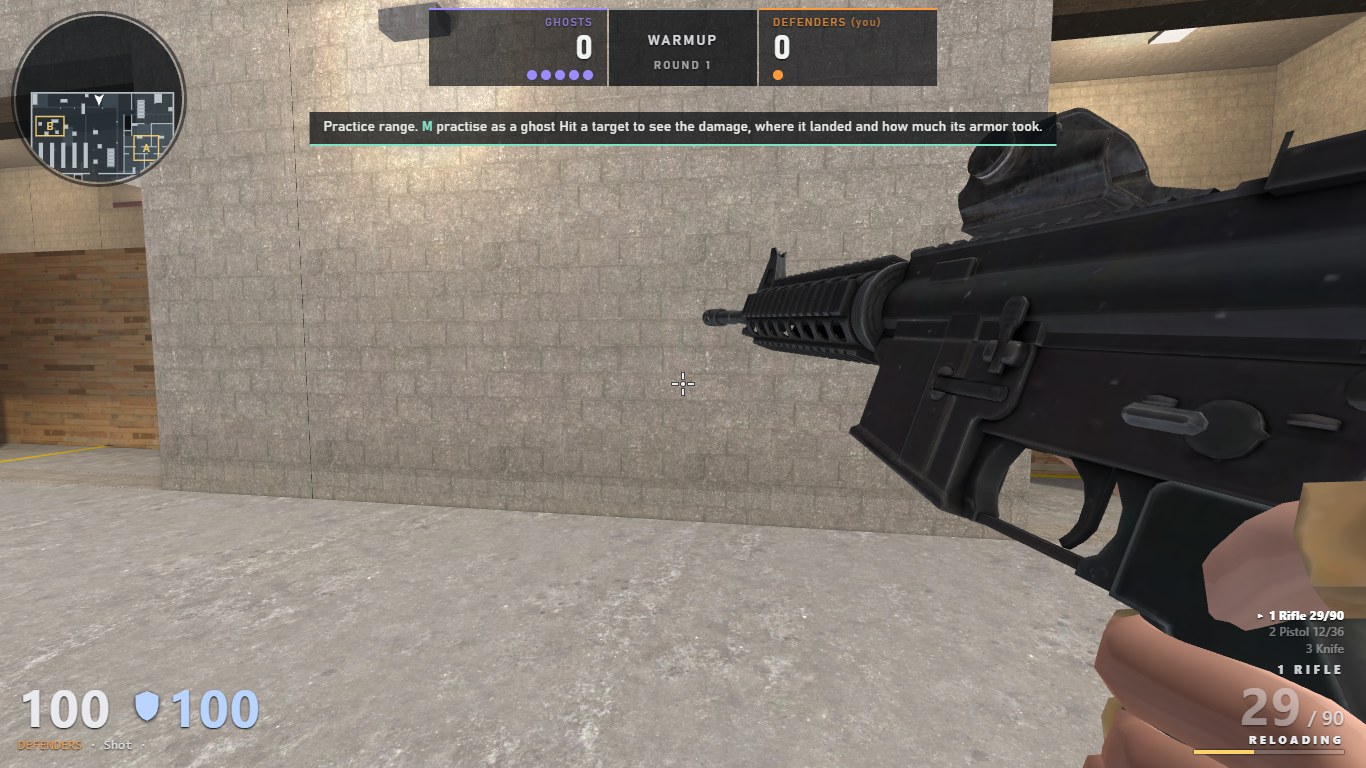 GHOSTS
0
WARMUP
ROUND 1
DEFENDERS (you)
0
Practice range. M practise as a ghost Hit a target to see the damage, where it landed and how much its armor took.
B
A
1 Rifle 29/90
2 Pistol 12/36
3 Knife
1 RIFLE
29 / 90
RELOADING
100 100
DEFENDERS · Shot ·